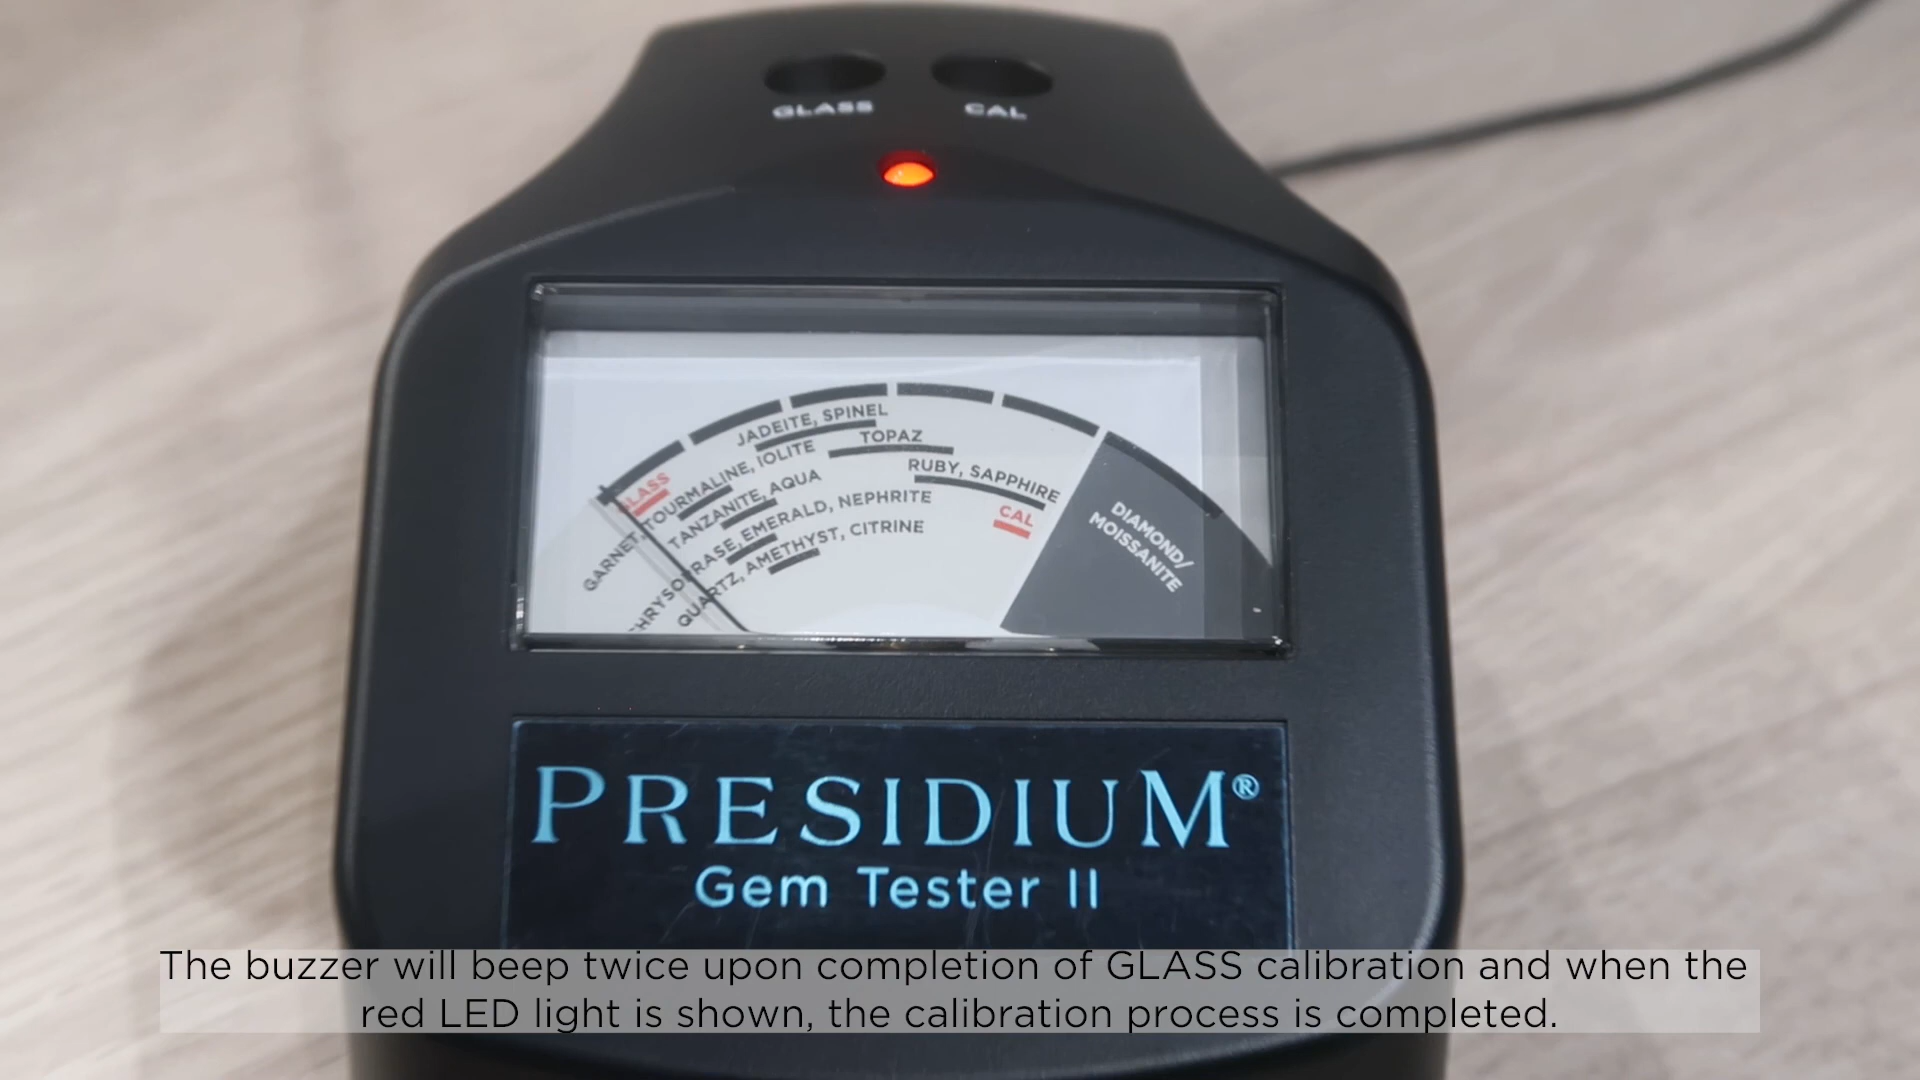 GLASS CAL
JADEITE, SPINEL
TOPAZ
GLASS
GARNET, TOURMALINE, IOLITE
RUBY, SAPPHIRE
TANZANITE, AQUA
CAL
CHRYSOPRASE, EMERALD, NEPHRITE
QUARTZ, AMETHYST, CITRINE
DIAMOND/
MOISSANITE
PRESIDIUM®
Gem Tester II
The buzzer will beep twice upon completion of GLASS calibration and when the
red LED light is shown, the calibration process is completed.